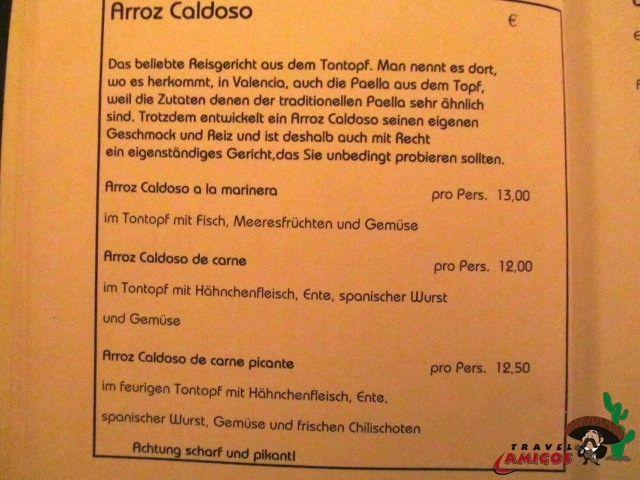 Arroz Caldoso
€
Das beliebte Reisgericht aus dem Tontopf. Man nennt es dort,
wo es herkommt, in Valencia, auch die Paella aus dem Topf,
weil die Zutaten denen der traditionellen Paella sehr ähnlich
sind. Trotzdem entwickelt ein Arroz Caldoso seinen eigenen
Geschmack und Reiz und ist deshalb auch mit Recht
ein eigenständiges Gericht,das Sie unbedingt probieren sollten.
Arroz Caldoso a la marinera pro Pers. 13,00
im Tontopf mit Fisch, Meeresfrüchten und Gemüse
Arroz Caldoso de carne pro Pers. 12,00
im Tontopf mit Hähnchenfleisch, Ente, spanischer Wurst
und Gemüse
Arroz Caldoso de carne picante pro Pers. 12,50
im feurigen Tontopf mit Hähnchenfleisch, Ente,
spanischer Wurst, Gemüse und frischen Chilischoten
Achtung scharf und pikant!
TRAVEL
AMIGOS